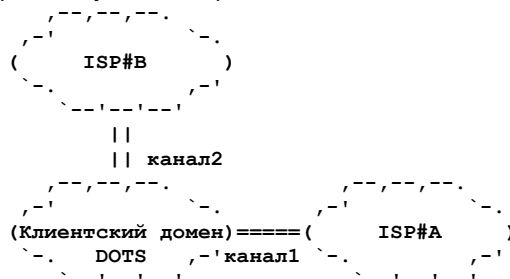 ISP#B
канал2
(Клиентский домен)=====( ISP#A )
DOTS канал1